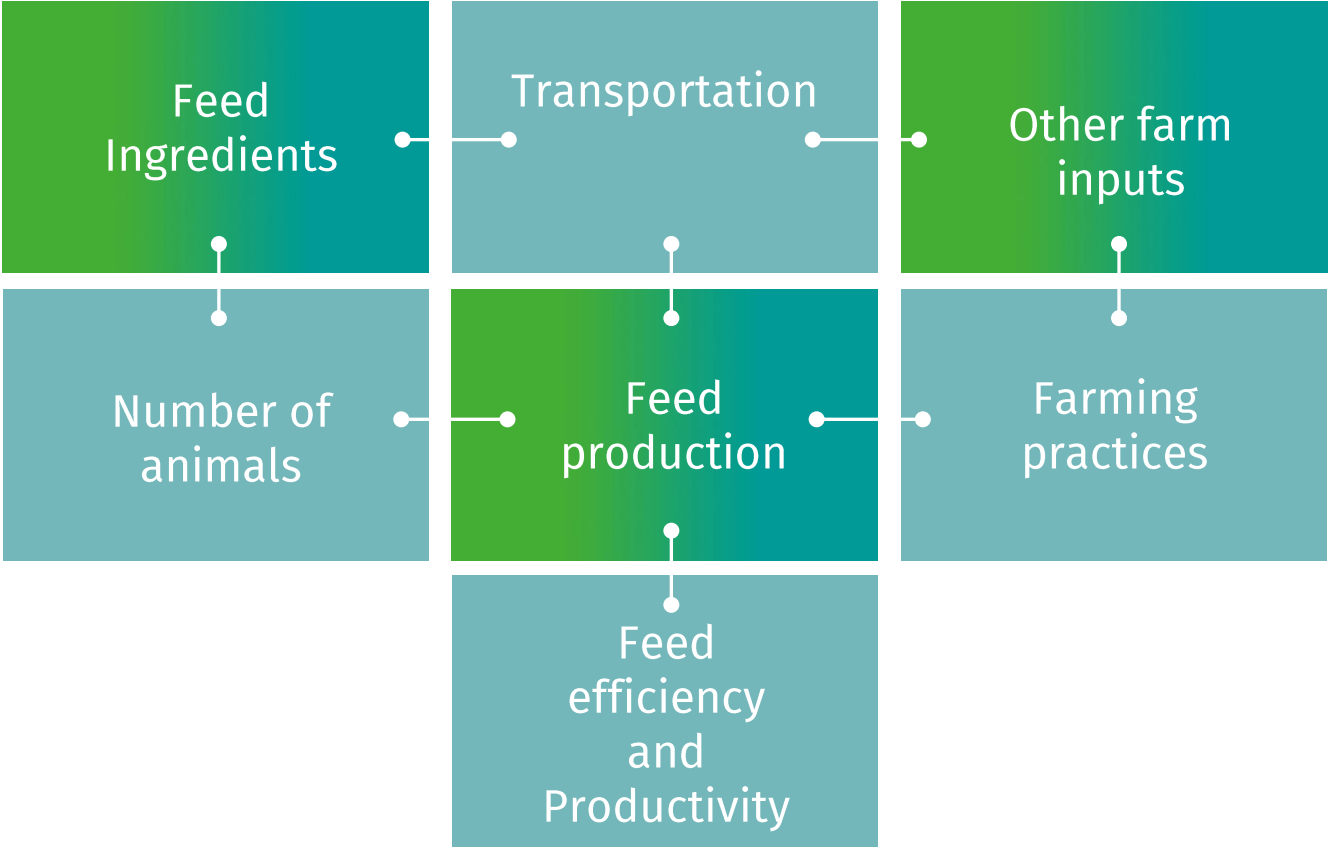 Feed
Ingredients
Transportation
Other farm
inputs
Number of
animals
Feed
production
Farming
practices
Feed
efficiency
and
Productivity